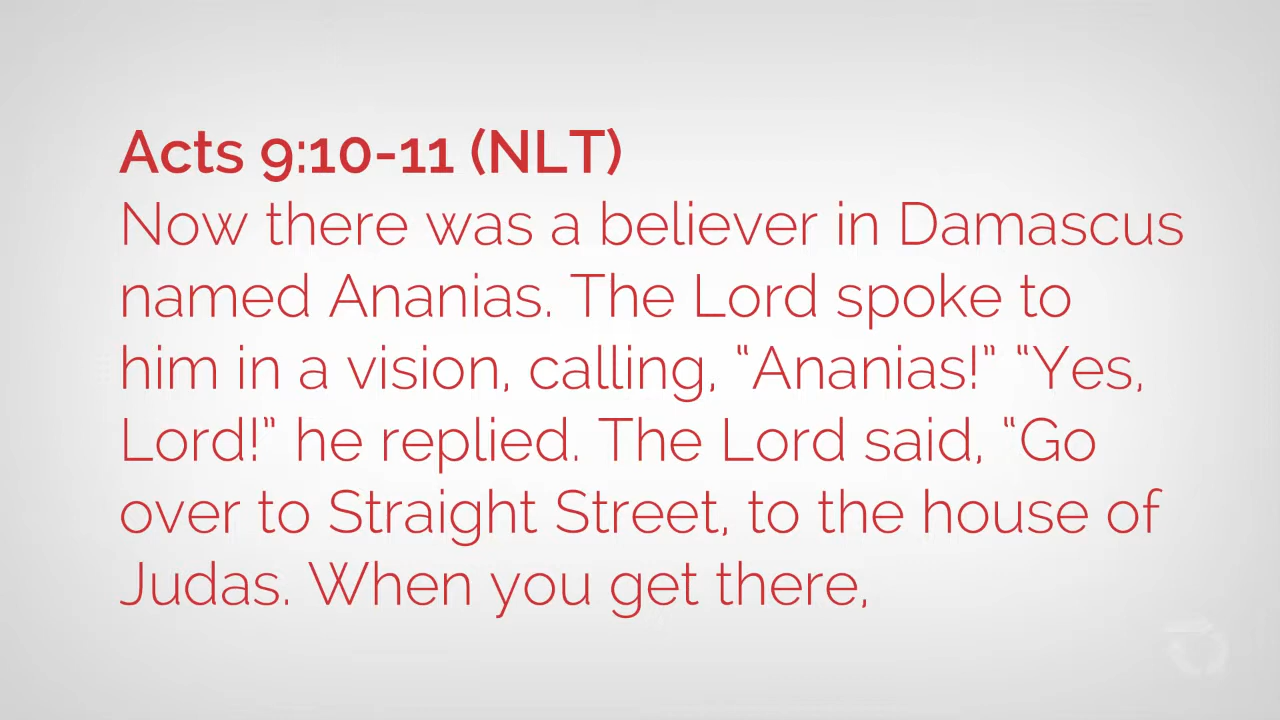 Acts 9:10-11 (NLT)
Now there was a believer in Damascus
named Ananias. The Lord spoke to
him in a vision, calling, “Ananias!” “Yes,
Lord!” he replied. The Lord said, “Go
over to Straight Street, to the house of
Judas. When you get there,